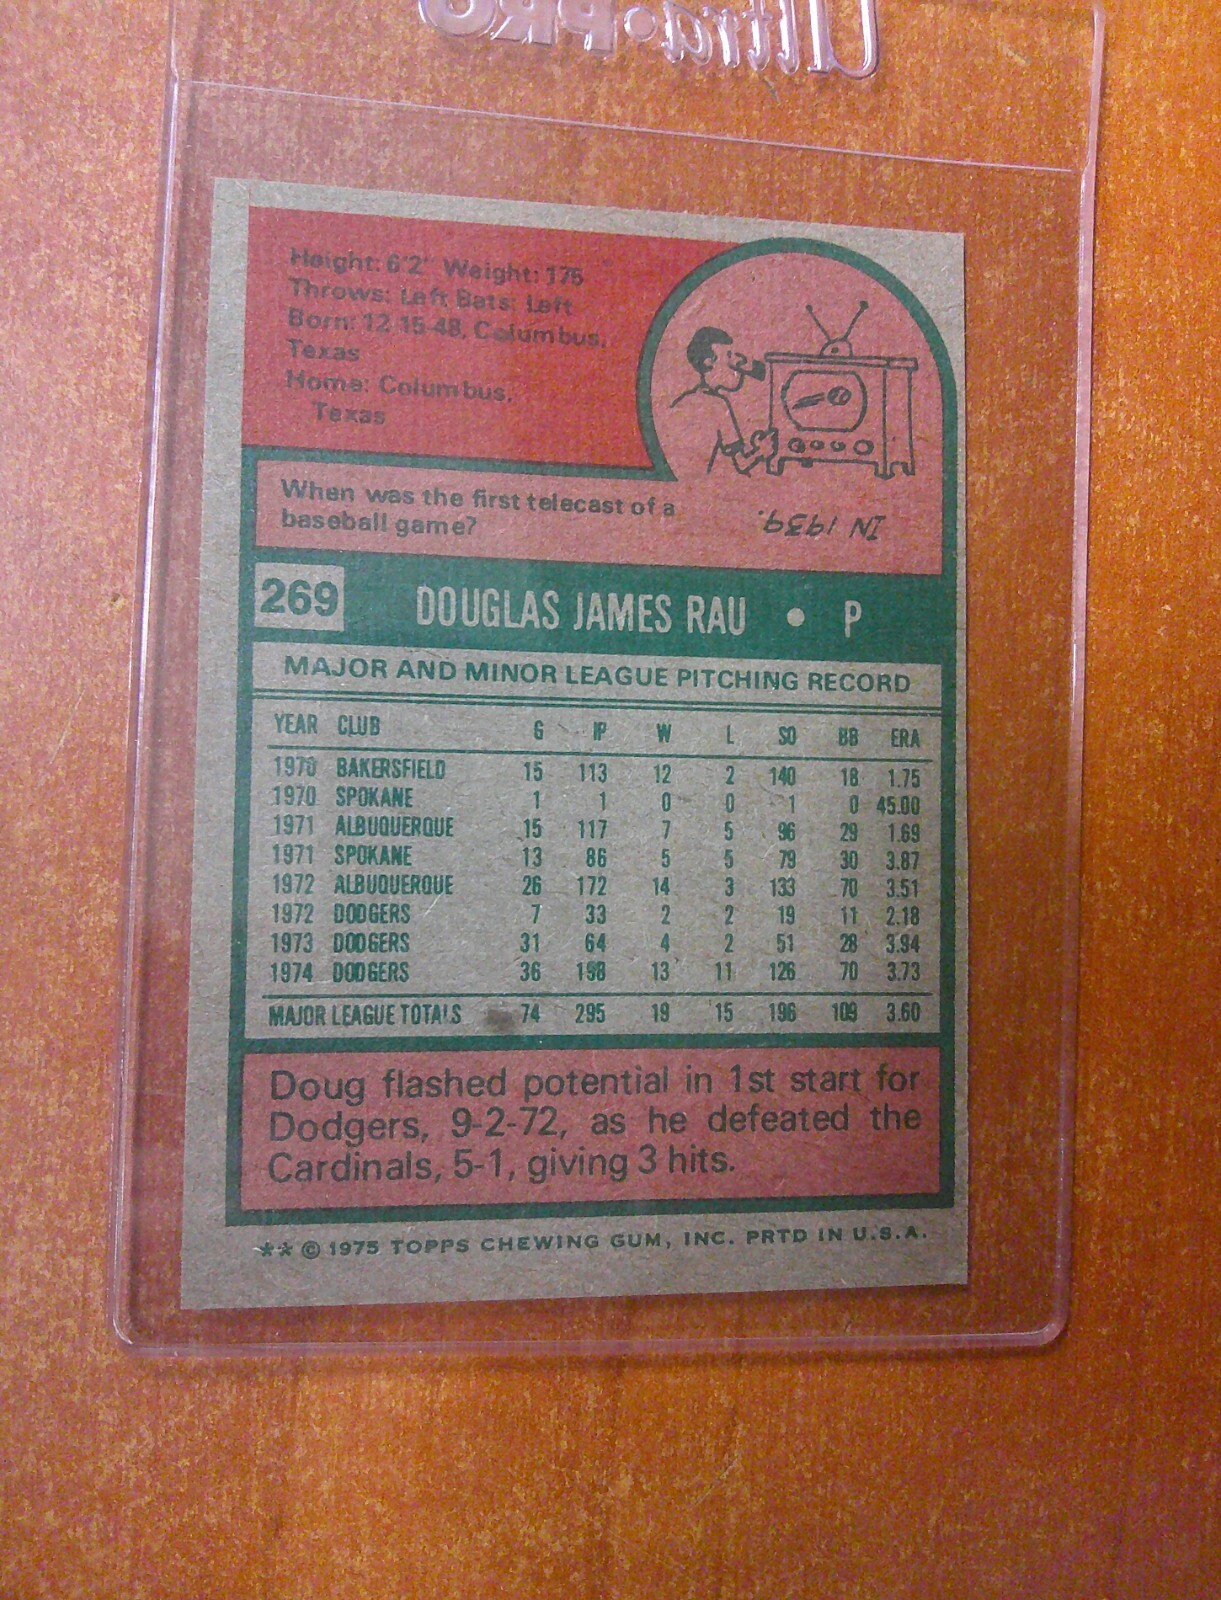 Ultra•PRO
Height: 6'2" Weight: 175
Throws: Left Bats: Left
Born: 12-15-48, Columbus,
Texas
Home: Columbus,
Texas
When was the first telecast of a
baseball game?
IN 1939.
269 DOUGLAS JAMES RAU • P
MAJOR AND MINOR LEAGUE PITCHING RECORD
YEAR CLUB G IP W L SO BB ERA
1970 BAKERSFIELD 15 113 12 2 140 18 1.75
1970 SPOKANE 1 1 0 0 1 0 45.00
1971 ALBUQUERQUE 15 117 7 5 96 29 1.69
1971 SPOKANE 13 86 5 5 79 30 3.87
1972 ALBUQUERQUE 26 172 14 3 133 70 3.51
1972 DODGERS 7 33 2 2 19 11 2.18
1973 DODGERS 31 64 4 2 51 28 3.94
1974 DODGERS 36 198 13 11 126 70 3.73
MAJOR LEAGUE TOTALS 74 295 19 15 196 109 3.60
Doug flashed potential in 1st start for
Dodgers, 9-2-72, as he defeated the
Cardinals, 5-1, giving 3 hits.
** © 1975 TOPPS CHEWING GUM, INC. PRTD IN U.S.A.